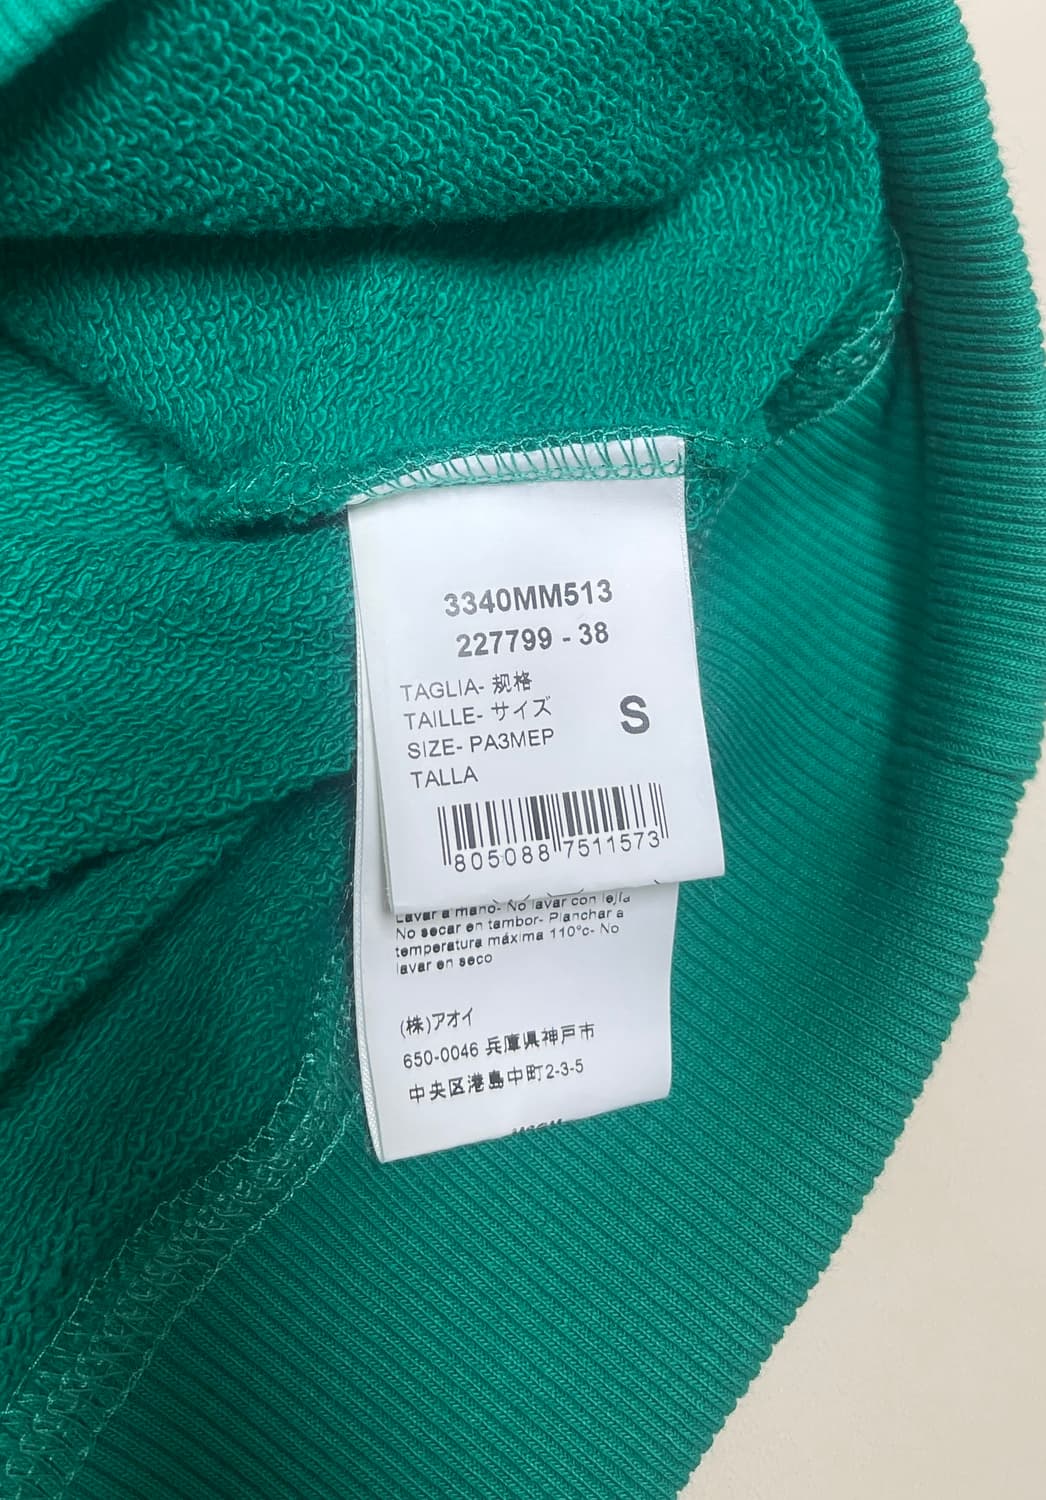 3340MM513
227799 - 38
TAGLIA- 规格
TAILLE- サイズ
SIZE- PA3MEP
TALLA
S
805088 7511573
Lavar a mano- No lavar con lejía
No secar en tambor- Planchar a
temperatura máxima 110°c- No
lavar en seco
(株)アオイ
650-0046 兵庫県神戸市
中央区港島中町2-3-5